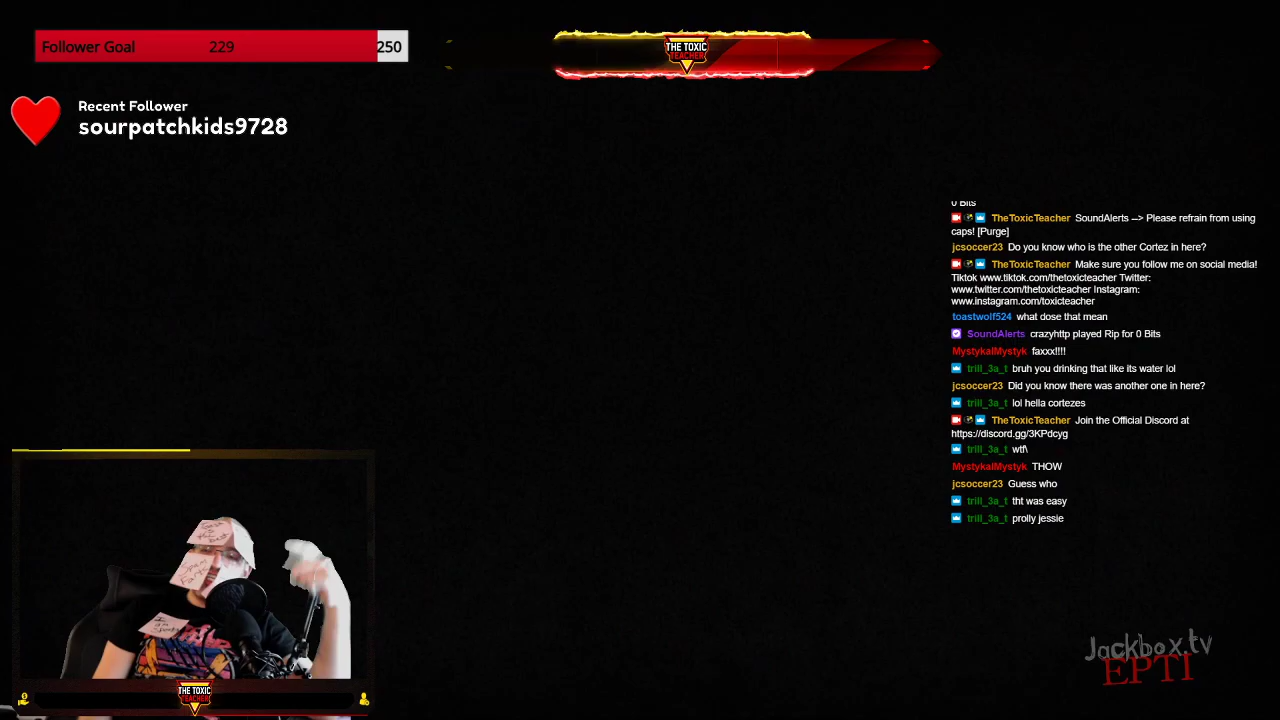 Follower Goal 229 250
THE TOXIC
TEACHER
Recent Follower
sourpatchkids9728
0 Bits
TheToxicTeacher SoundAlerts --> Please refrain from using
caps! [Purge]
jcsoccer23 Do you know who is the other Cortez in here?
TheToxicTeacher Make sure you follow me on social media!
Tiktok www.tiktok.com/thetoxicteacher Twitter:
www.twitter.com/thetoxicteacher Instagram:
www.instagram.com/toxicteacher
toastwolf524 what dose that mean
SoundAlerts crazyhttp played Rip for 0 Bits
MystykalMystyk faxxx!!!!
trill_3a_t bruh you drinking that like its water lol
jcsoccer23 Did you know there was another one in here?
trill_3a_t lol hella cortezes
TheToxicTeacher Join the Official Discord at
https://discord.gg/3KPdcyg
trill_3a_t wtf\
MystykalMystyk THOW
jcsoccer23 Guess who
trill_3a_t tht was easy
trill_3a_t prolly jessie
Jackbox.tv
EPTI
THE TOXIC
TEACHER